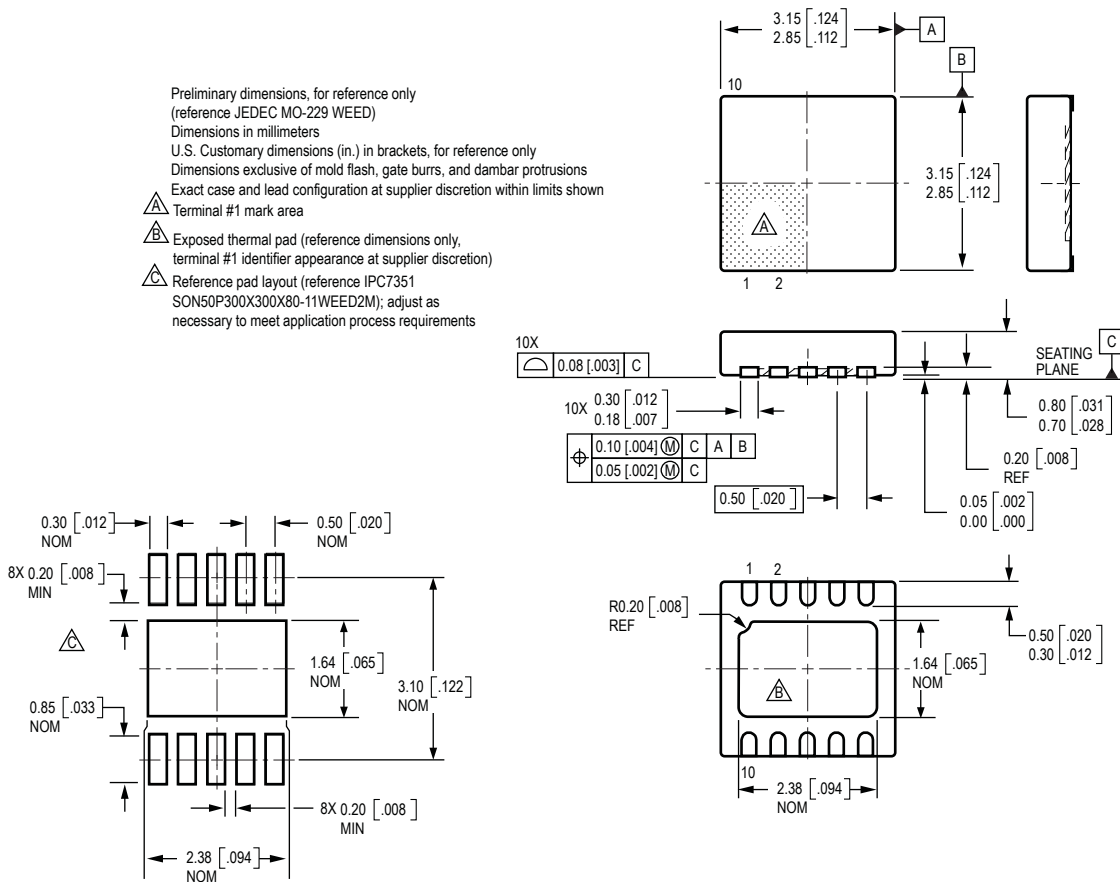 Preliminary dimensions, for reference only
(reference JEDEC MO-229 WEED)
Dimensions in millimeters
U.S. Customary dimensions (in.) in brackets, for reference only
Dimensions exclusive of mold flash, gate burrs, and dambar protrusions
Exact case and lead configuration at supplier discretion within limits shown
A Terminal #1 mark area
B Exposed thermal pad (reference dimensions only,
terminal #1 identifier appearance at supplier discretion)
C Reference pad layout (reference IPC7351
SON50P300X300X80-11WEED2M); adjust as
necessary to meet application process requirements
3.15 [.124
2.85 .112]
A
B
10
3.15 [.124
2.85 .112]
A
1 2
10X
0.08 [.003] C
SEATING
PLANE
C
10X 0.30 [.012
0.18 .007]
0.10 [.004] Ⓜ C A B
0.05 [.002] Ⓜ C
0.50 [.020]
0.80 [.031
0.70 .028]
0.20 [.008]
REF
0.05 [.002
0.00 .000]
0.30 [.012]
NOM
0.50 [.020]
NOM
8X 0.20 [.008]
MIN
C
1.64 [.065]
NOM
3.10 [.122]
NOM
0.85 [.033]
NOM
8X 0.20 [.008]
MIN
2.38 [.094]
NOM
1 2
R0.20 [.008]
REF
0.50 [.020
0.30 .012]
1.64 [.065]
NOM
B
10
2.38 [.094]
NOM